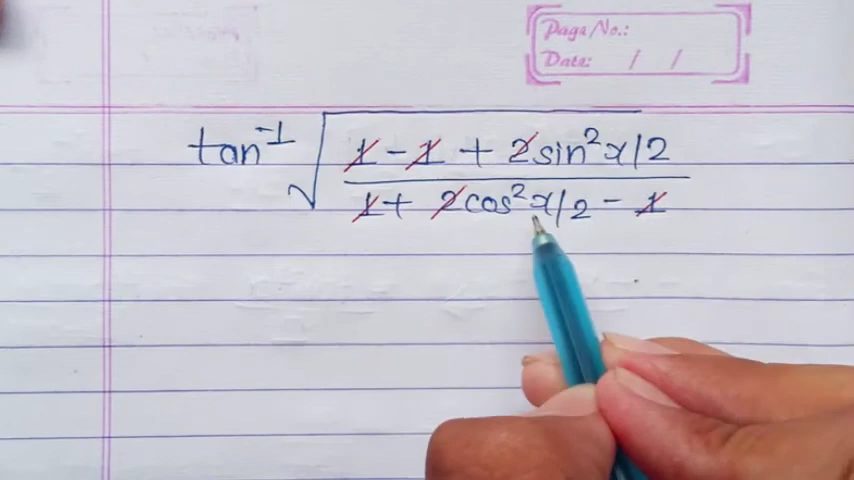 Page No.:
Date: / /
tan⁻¹ √
1 - 1 + 2sin²x/2
1 + 2cos²x/2 - 1